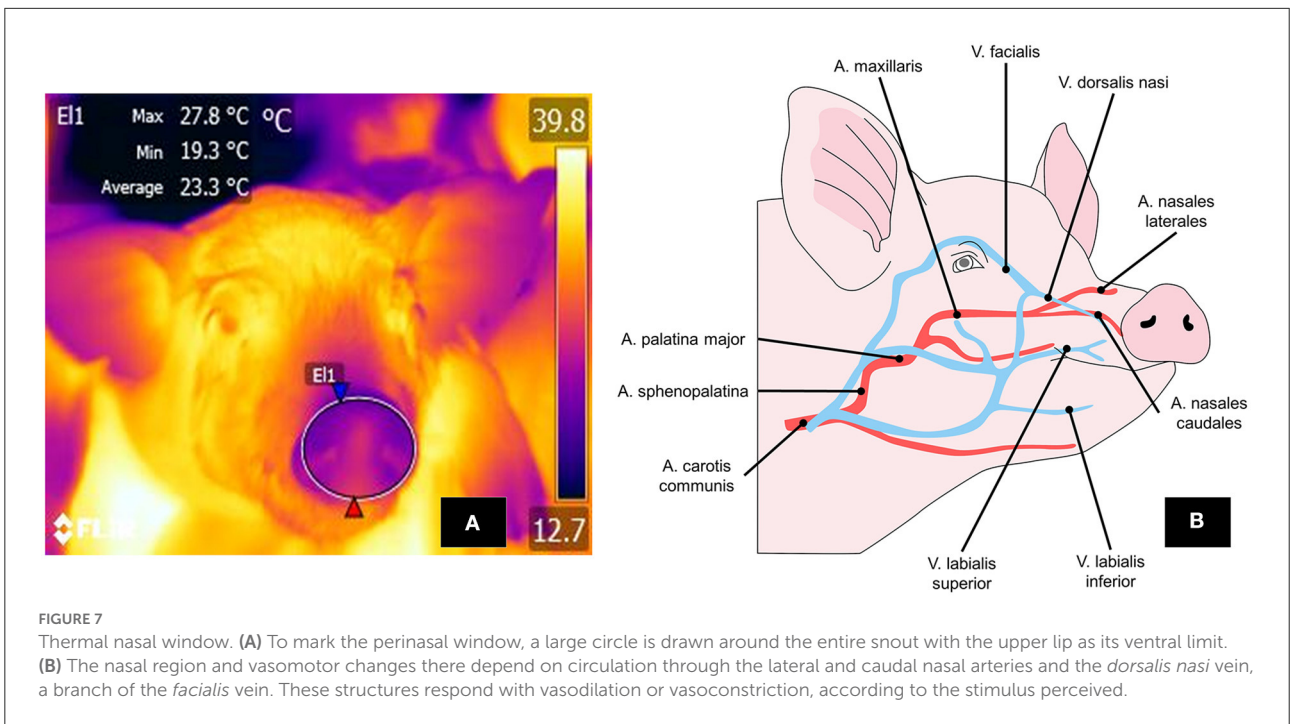 El1 Max 27.8 °C °C
Min 19.3 °C
Average 23.3 °C
39.8
El1
FLIR
A
12.7
V. facialis
A. maxillaris
V. dorsalis nasi
A. nasales
laterales
A. palatina major
A. sphenopalatina
A. nasales
caudales
A. carotis
communis
B
V. labialis
superior
V. labialis
inferior
FIGURE 7
Thermal nasal window. (A) To mark the perinasal window, a large circle is drawn around the entire snout with the upper lip as its ventral limit.
(B) The nasal region and vasomotor changes there depend on circulation through the lateral and caudal nasal arteries and the dorsalis nasi vein,
a branch of the facialis vein. These structures respond with vasodilation or vasoconstriction, according to the stimulus perceived.